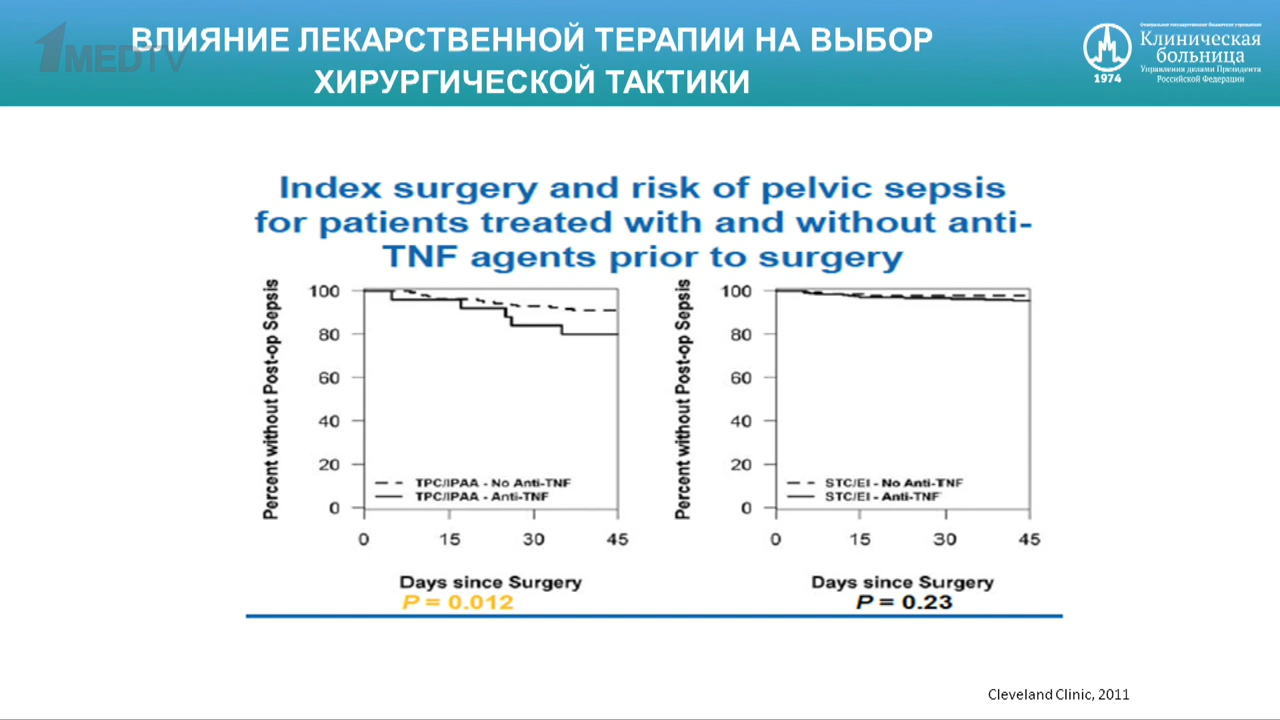 1MEDTV
ВЛИЯНИЕ ЛЕКАРСТВЕННОЙ ТЕРАПИИ НА ВЫБОР
ХИРУРГИЧЕСКОЙ ТАКТИКИ
Федеральное государственное бюджетное учреждение
Клиническая
больница
Управления делами Президента
Российской Федерации
1974
Index surgery and risk of pelvic sepsis
for patients treated with and without anti-
TNF agents prior to surgery
Percent without Post-op Sepsis
100
80
60
40
20
0
TPC/IPAA - No Anti-TNF
TPC/IPAA - Anti-TNF
0 15 30 45
Days since Surgery
P = 0.012
Percent without Post-op Sepsis
100
80
60
40
20
0
STC/EI - No Anti-TNF
STC/EI - Anti-TNF
0 15 30 45
Days since Surgery
P = 0.23
Cleveland Clinic, 2011